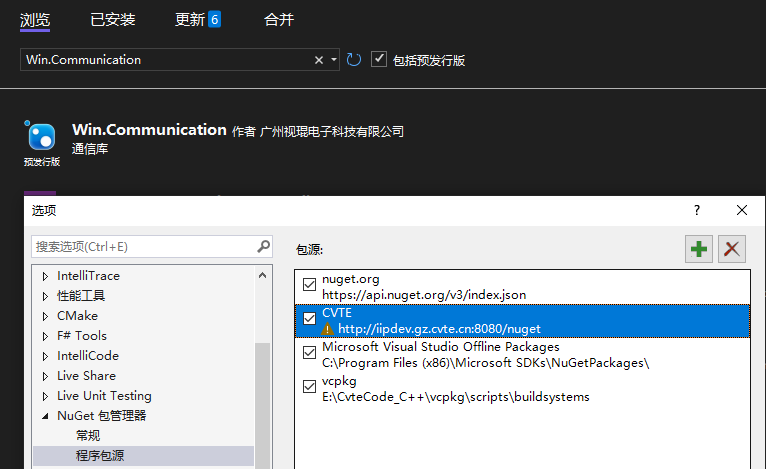 浏览 已安装 更新 6 合并
Win.Communication 包括预发行版
Win.Communication 作者 广州视琨电子科技有限公司
通信库
预发行版
选项
搜索选项(Ctrl+E)
IntelliTrace
性能工具
CMake
F# Tools
IntelliCode
Live Share
Live Unit Testing
NuGet 包管理器
常规
程序包源
包源:
nuget.org
https://api.nuget.org/v3/index.json
CVTE
http://iipdev.gz.cvte.cn:8080/nuget
Microsoft Visual Studio Offline Packages
C:\Program Files (x86)\Microsoft SDKs\NuGetPackages\
vcpkg
E:\CvteCode_C++\vcpkg\scripts\buildsystems